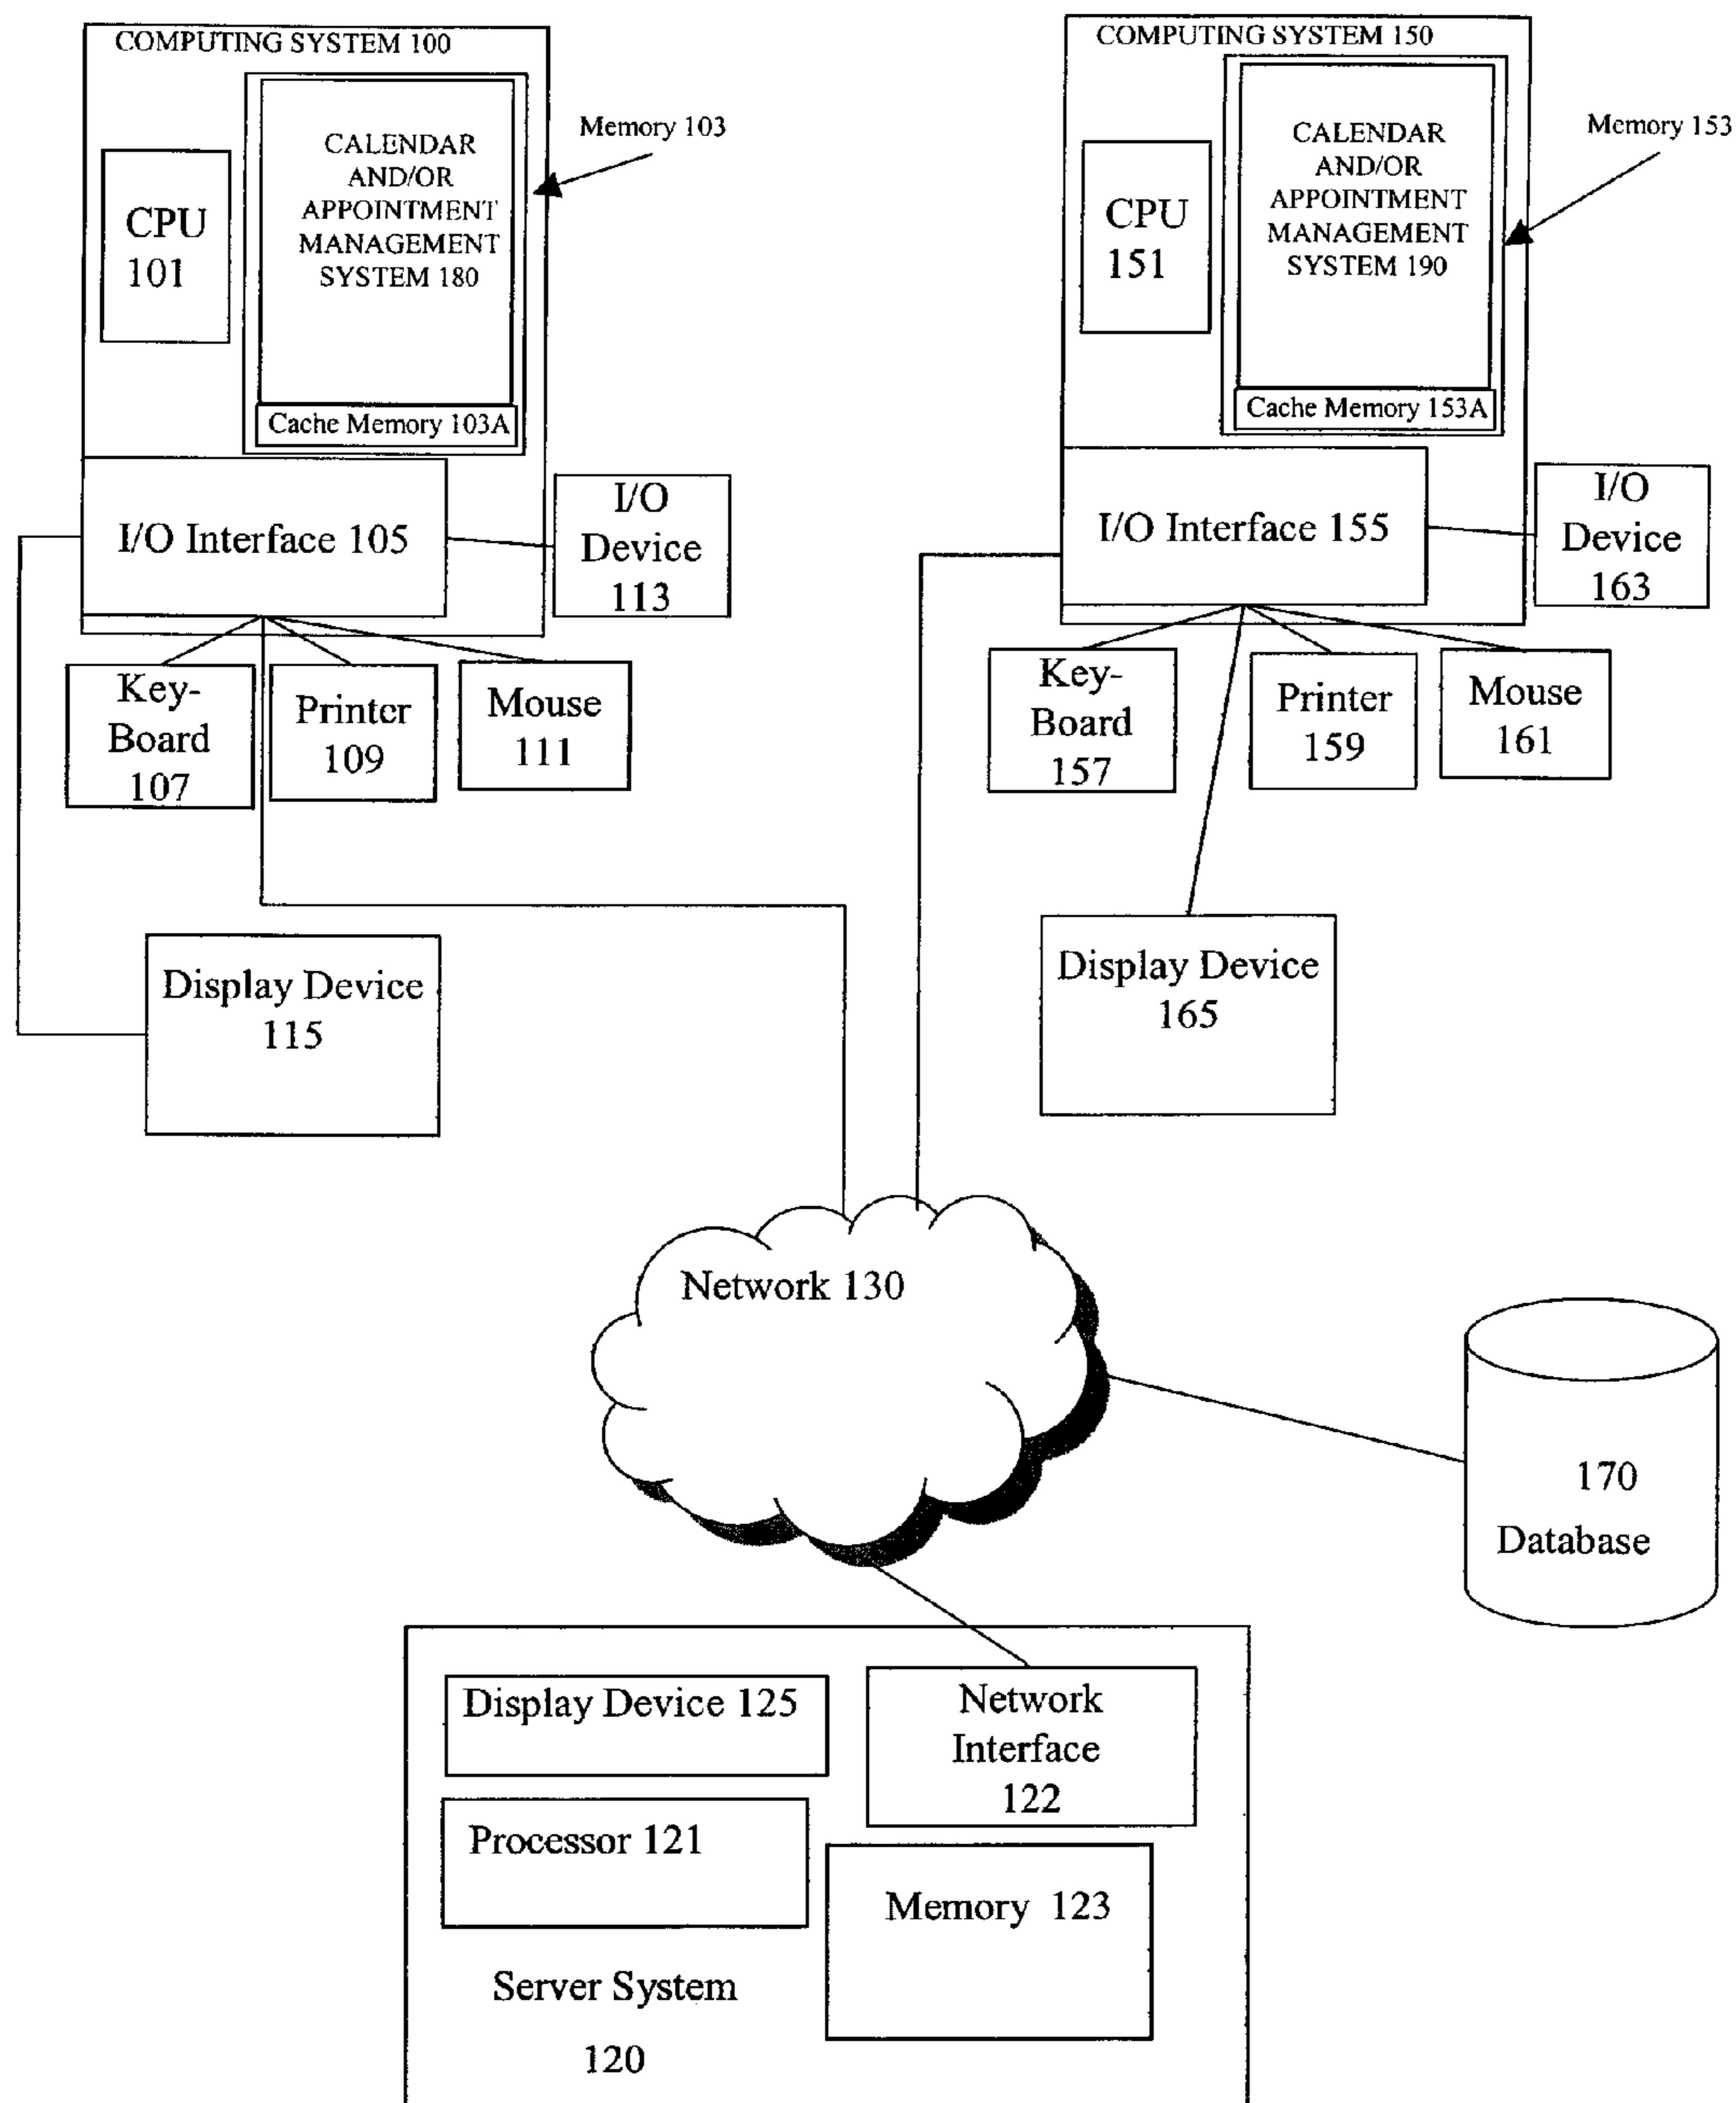 COMPUTING SYSTEM 100
CPU
101
CALENDAR
AND/OR
APPOINTMENT
MANAGEMENT
SYSTEM 180
Cache Memory 103A
Memory 103
I/O Interface 105
I/O
Device
113
Key-
Board
107
Printer
109
Mouse
111
Display Device
115
COMPUTING SYSTEM 150
CPU
151
CALENDAR
AND/OR
APPOINTMENT
MANAGEMENT
SYSTEM 190
Cache Memory 153A
Memory 153
I/O Interface 155
I/O
Device
163
Key-
Board
157
Printer
159
Mouse
161
Display Device
165
Network 130
170
Database
Display Device 125
Network
Interface
122
Processor 121
Memory 123
Server System
120